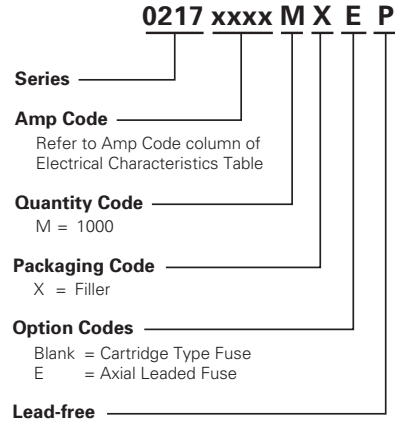 0217 xxxx M X E P
Series
Amp Code
Refer to Amp Code column of
Electrical Characteristics Table
Quantity Code
M = 1000
Packaging Code
X = Filler
Option Codes
Blank = Cartridge Type Fuse
E = Axial Leaded Fuse
Lead-free